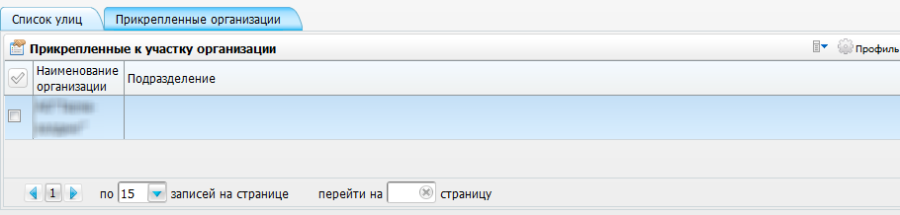 Список улиц Прикрепленные организации
Прикрепленные к участку организации Профиль
Наименование организации Подразделение
1 по 15 записей на странице перейти на страницу